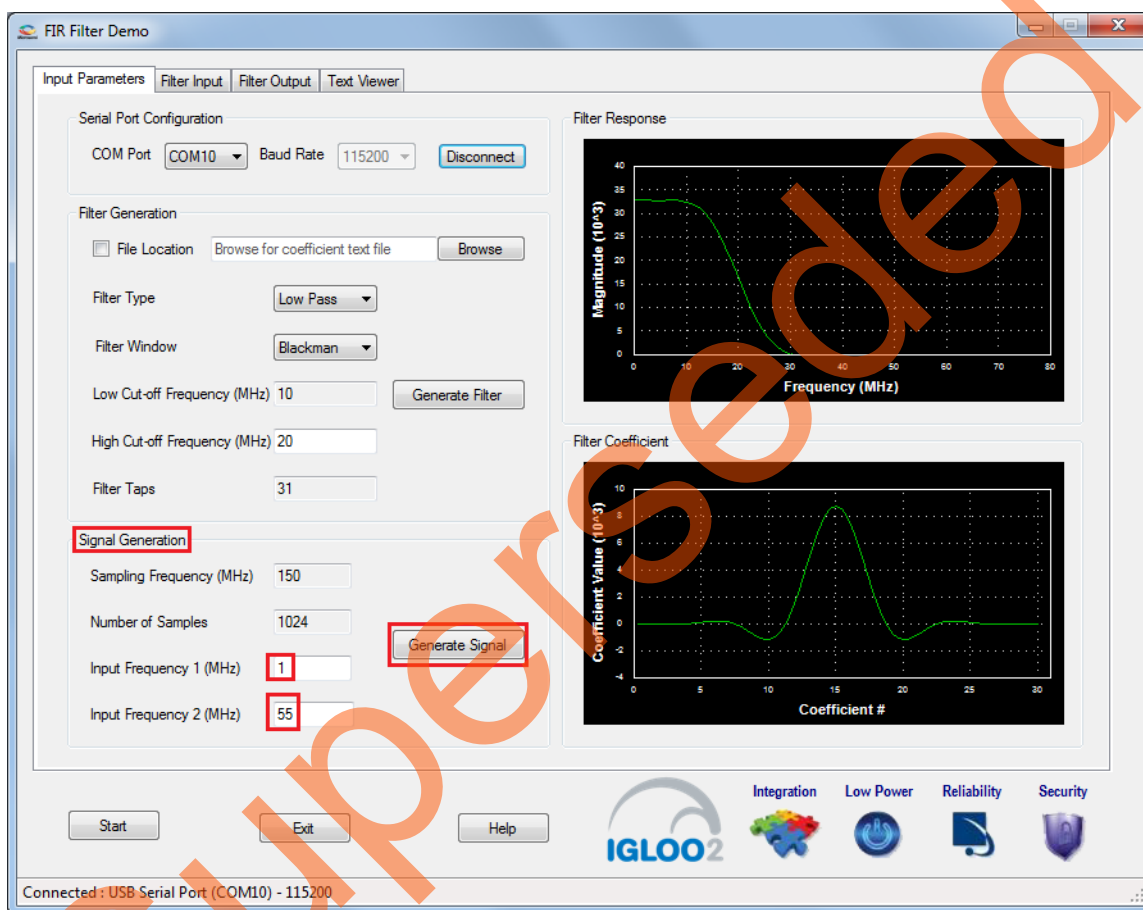 FIR Filter Demo
Input Parameters Filter Input Filter Output Text Viewer
Serial Port Configuration
COM Port COM10 Baud Rate 115200 Disconnect
Filter Generation
File Location Browse for coefficient text file Browse
Filter Type Low Pass
Filter Window Blackman
Low Cut-off Frequency (MHz) 10 Generate Filter
High Cut-off Frequency (MHz) 20
Filter Taps 31
Signal Generation
Sampling Frequency (MHz) 150
Number of Samples 1024
Generate Signal
Input Frequency 1 (MHz) 1
Input Frequency 2 (MHz) 55
Filter Response
Magnitude (10^3)
40
35
30
25
20
15
10
5
0
0 10 20 30 40 50 60 70 80
Frequency (MHz)
Filter Coefficient
Coefficient Value (10^3)
10
8
6
4
2
0
-2
-4
0 5 10 15 20 25 30
Coefficient #
Start Exit Help
IGLOO2
Integration Low Power Reliability Security
Connected : USB Serial Port (COM10) - 115200
Superseded